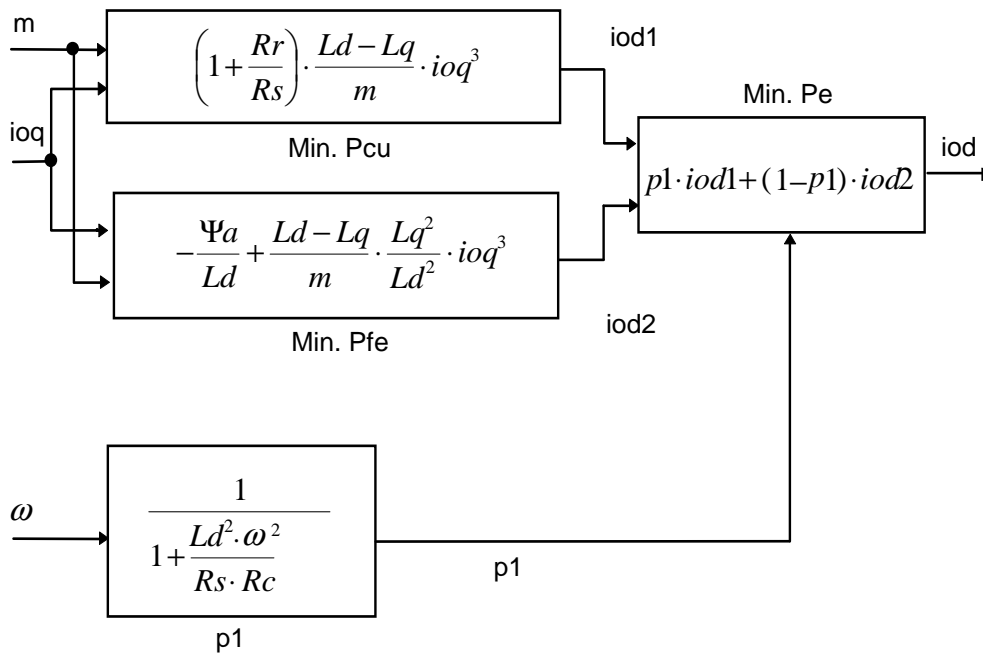 m
(1 + Rr/Rs) · (Ld – Lq)/m · ioq³
iod1
Min. Pcu
Min. Pe
ioq
p1 · iod1 + (1–p1) · iod2
iod
–Ψa/Ld + (Ld – Lq)/m · Lq²/Ld² · ioq³
iod2
Min. Pfe
ω
1/(1 + (Ld² · ω²)/(Rs · Rc))
p1
p1